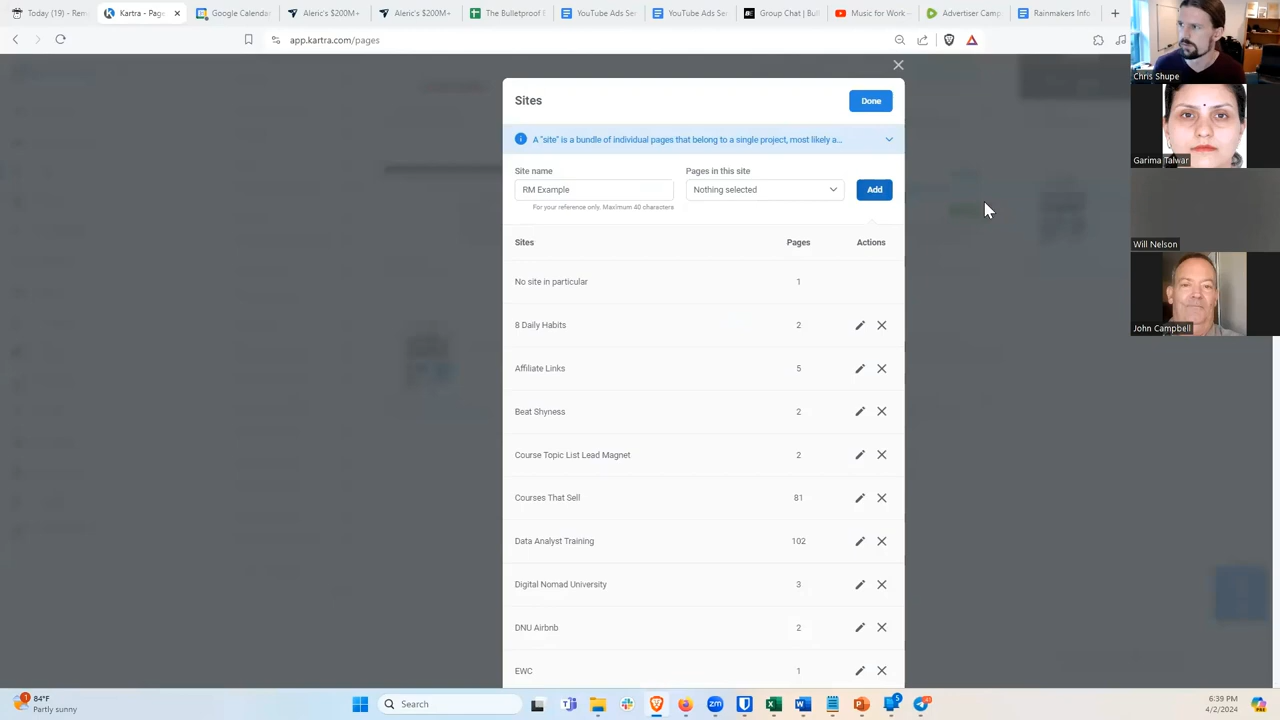 Todoist (19) - Remi
Kartra - Pages
Google Calendar
Aleric's $200M+
Aleric's $200M+
The Bulletproof
YouTube Ads Se
YouTube Ads Se
Group Chat |
Music for Work
Advertiser Camp
Rainmakers Info
app.kartra.com/pages
Sites
Done
A "site" is a bundle of individual pages that belong to a single project, most likely a...
Site name
Pages in this site
RM Example
Nothing selected
Add
For your reference only. Maximum 40 characters
Sites Pages Actions
No site in particular 1
8 Daily Habits 2
Affiliate Links 5
Beat Shyness 2
Course Topic List Lead Magnet 2
Courses That Sell 81
Data Analyst Training 102
Digital Nomad University 3
DNU Airbnb 2
EWC 1
Chris Shupe
Garima Talwar
Will Nelson
John Campbell
84°F
Partly sunny
Search
6:39 PM
4/2/2024